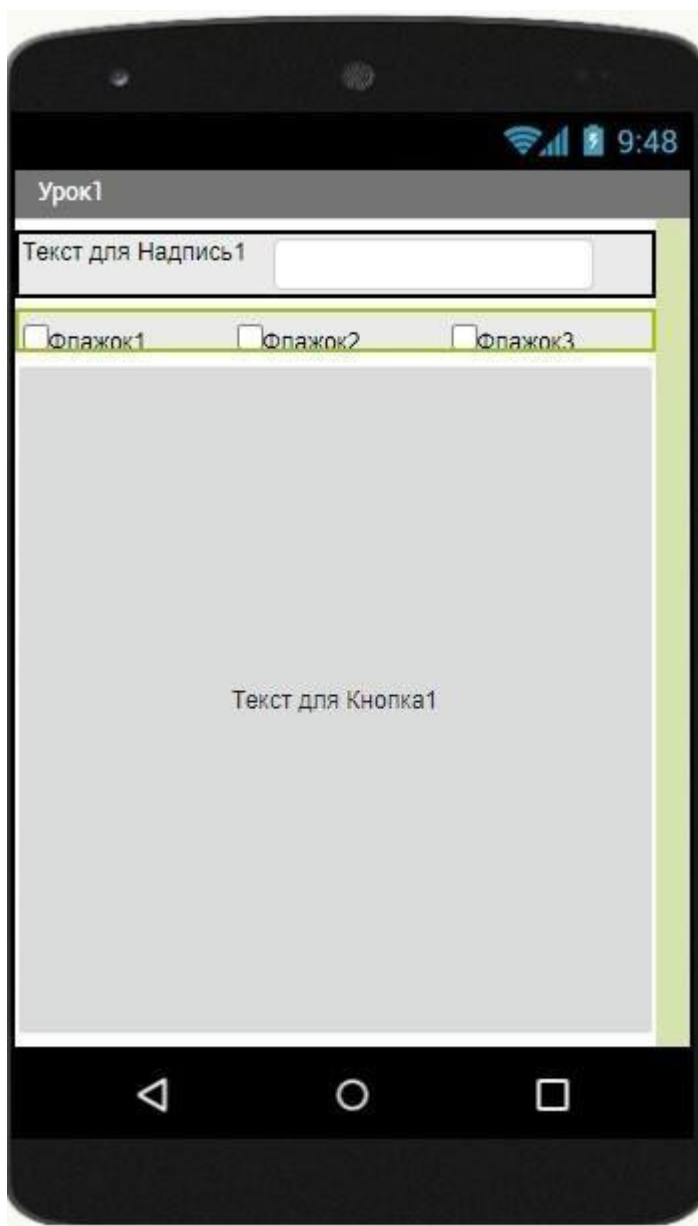 9:48
Урок1
Текст для Надпись1
Флажок1 Флажок2 Флажок3
Текст для Кнопка1